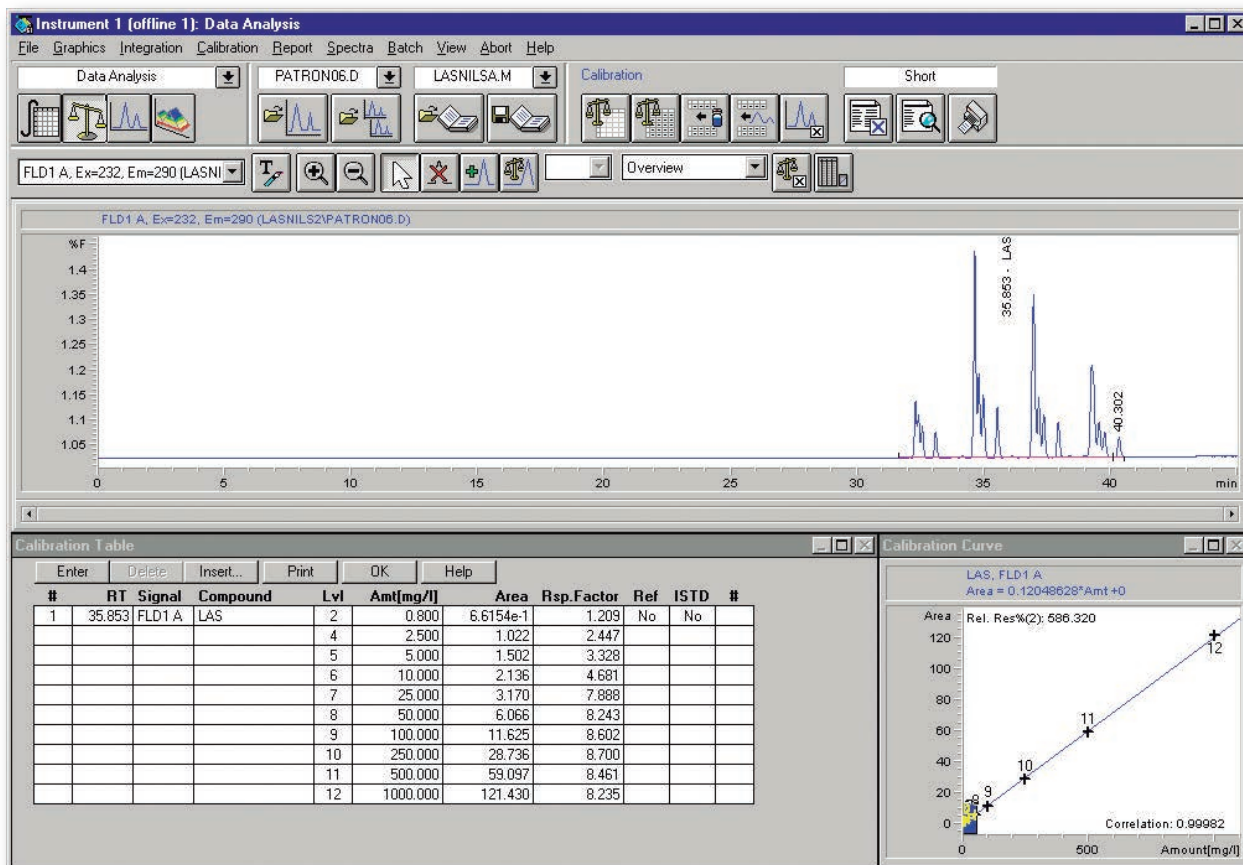 Instrument 1 (offline 1): Data Analysis
File Graphics Integration Calibration Report Spectra Batch View Abort Help
Data Analysis PATRON06.D LASNILSA.M Calibration Short
FLD1 A, Ex=232, Em=290 (LASNI Overview
FLD1 A, Ex=232, Em=290 (LASNILS2\PATRON06.D)
%F
1.4
1.35
1.3
1.25
1.2
1.15
1.1
1.05
35.853 - LAS
40.302
0 5 10 15 20 25 30 35 40 min
Calibration Table
Enter Delete Insert... Print OK Help
# RT Signal Compound Lvl Amt[mg/l] Area Rsp.Factor Ref ISTD #
1 35.853 FLD1 A LAS 2 0.800 6.6154e-1 1.209 No No
4 2.500 1.022 2.447
5 5.000 1.502 3.328
6 10.000 2.136 4.681
7 25.000 3.170 7.888
8 50.000 6.066 8.243
9 100.000 11.625 8.602
10 250.000 28.736 8.700
11 500.000 59.097 8.461
12 1000.000 121.430 8.235
Calibration Curve
LAS, FLD1 A
Area = 0.12048628*Amt +0
Area Rel. Res%(2): 586.320
120
100
80
60
40
20
0
12
11
10
9
8
Correlation: 0.99982
0 500 Amount[mg/l]